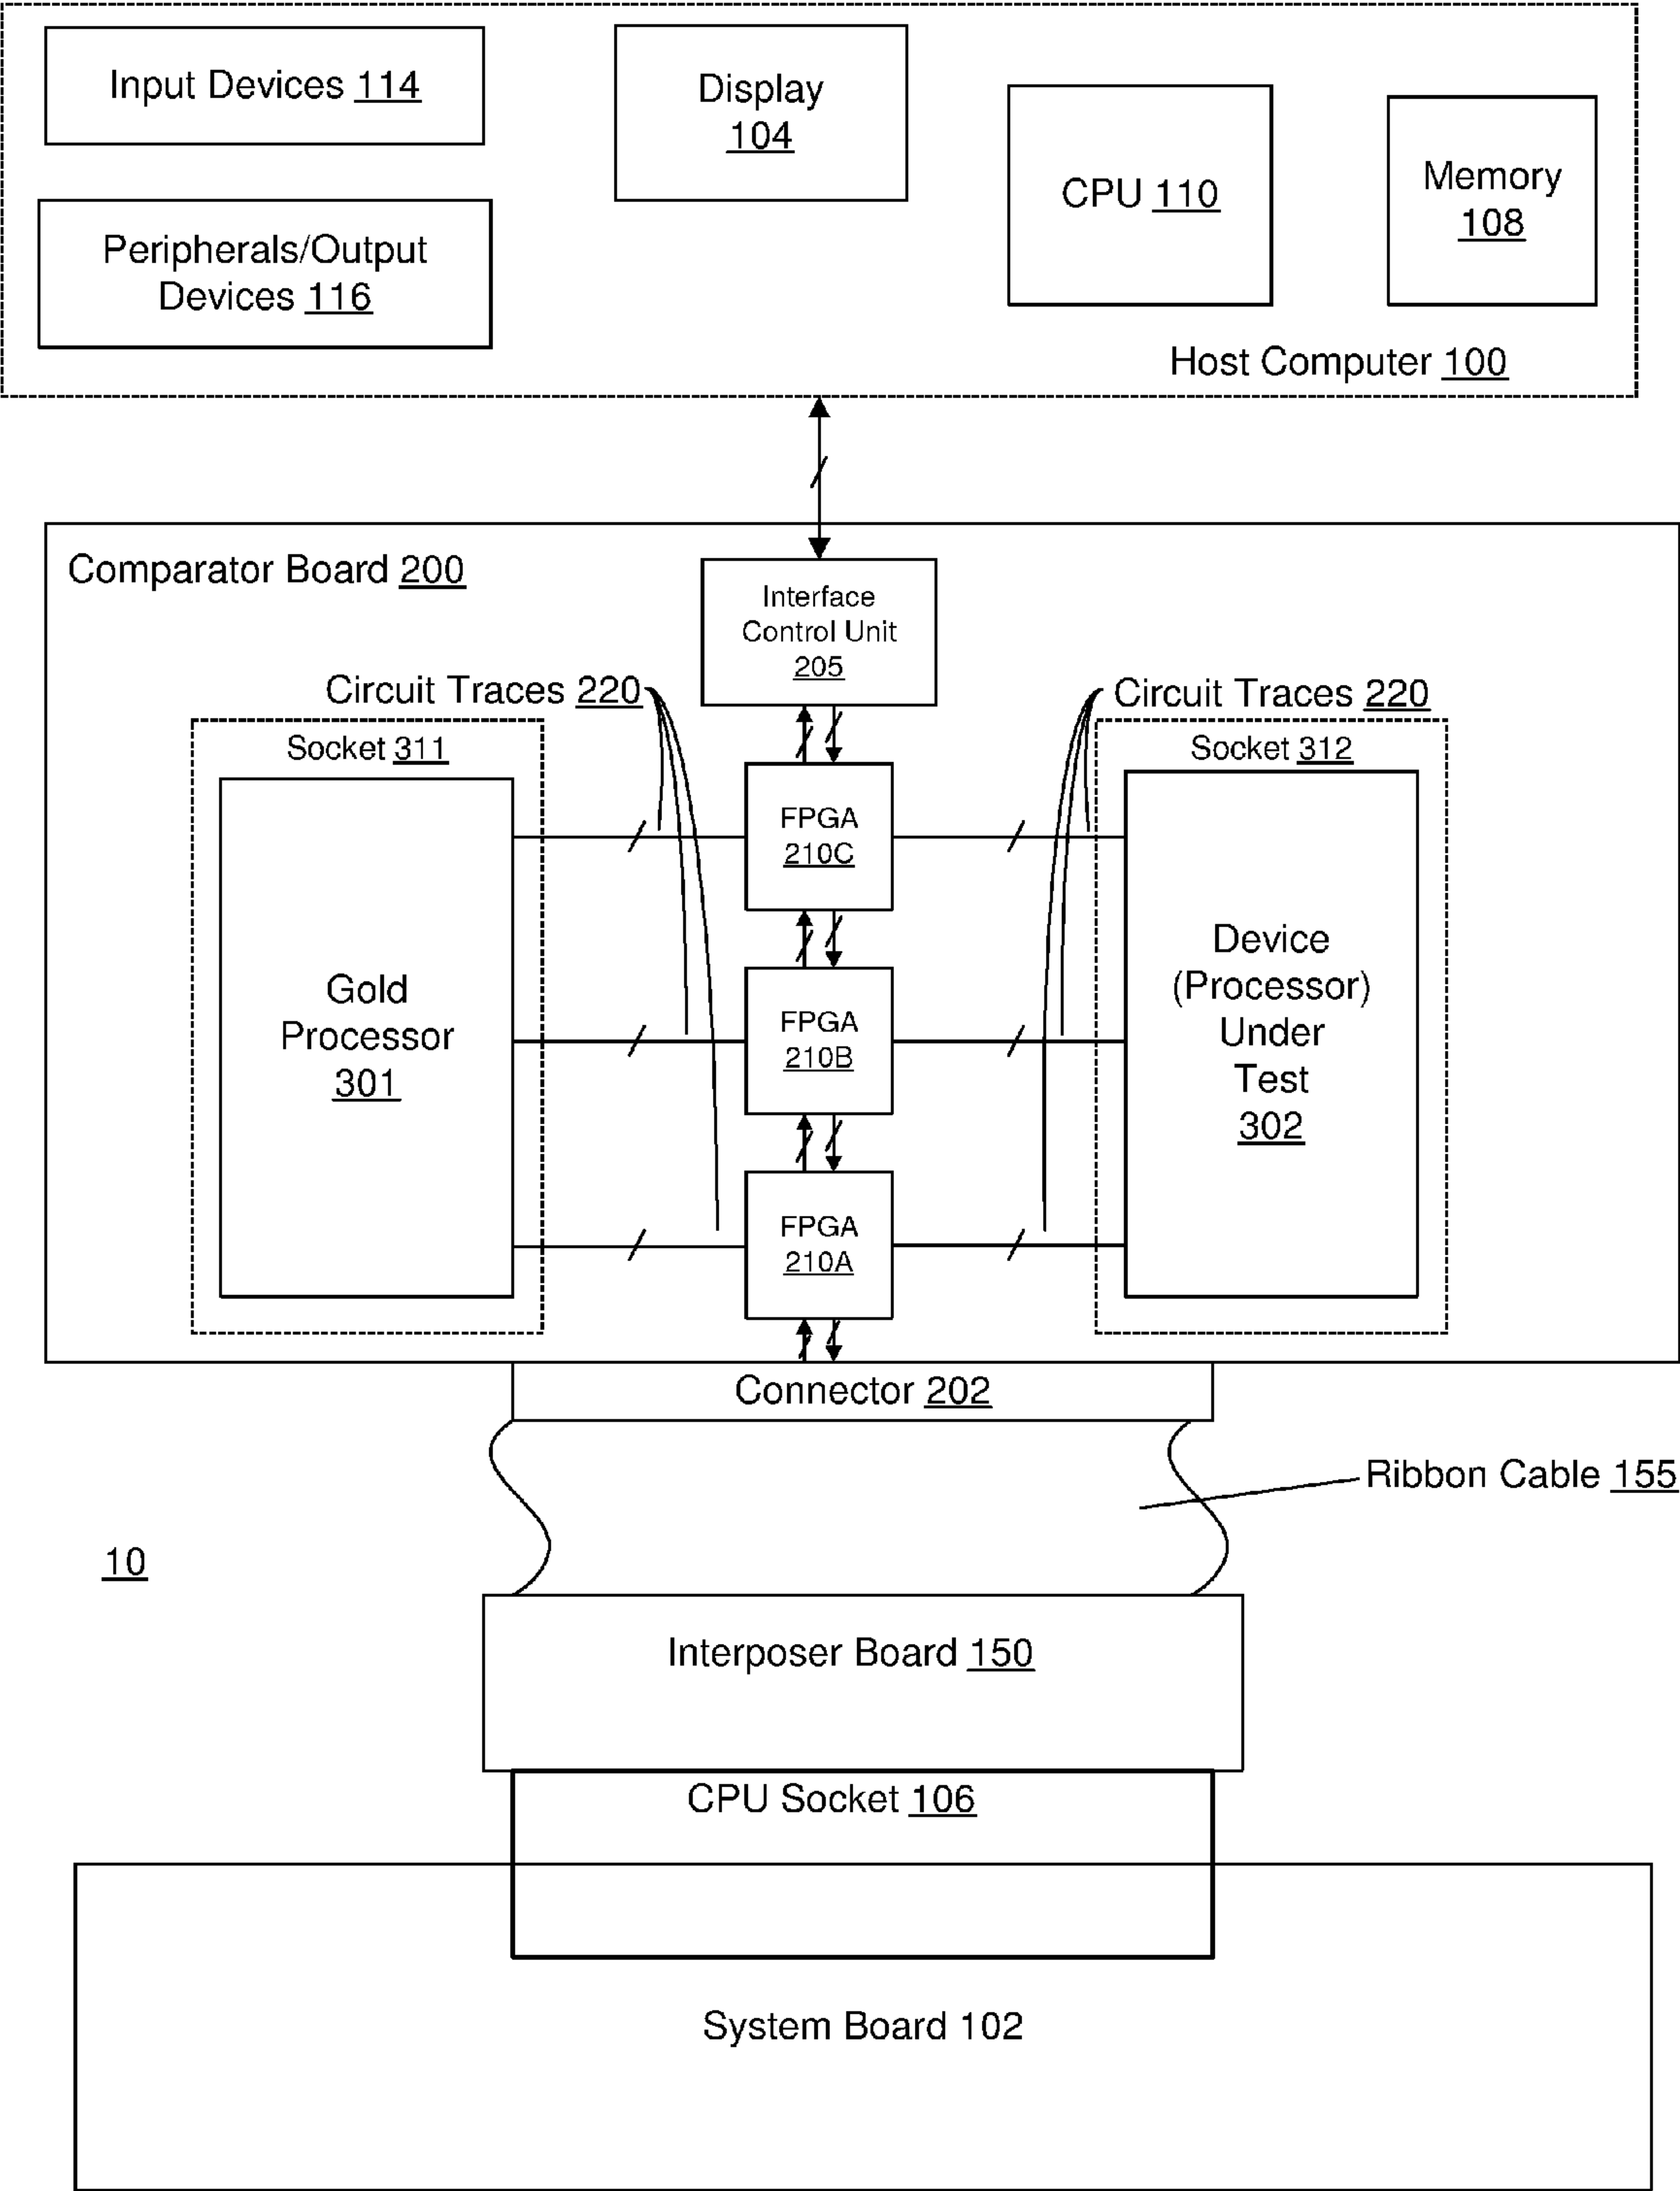 Input Devices 114
Display
104
CPU 110
Memory
108
Peripherals/Output
Devices 116
Host Computer 100
Comparator Board 200
Interface
Control Unit
205
Circuit Traces 220
Circuit Traces 220
Socket 311
Socket 312
FPGA
210C
Gold
Processor
301
FPGA
210B
Device
(Processor)
Under
Test
302
FPGA
210A
Connector 202
Ribbon Cable 155
10
Interposer Board 150
CPU Socket 106
System Board 102